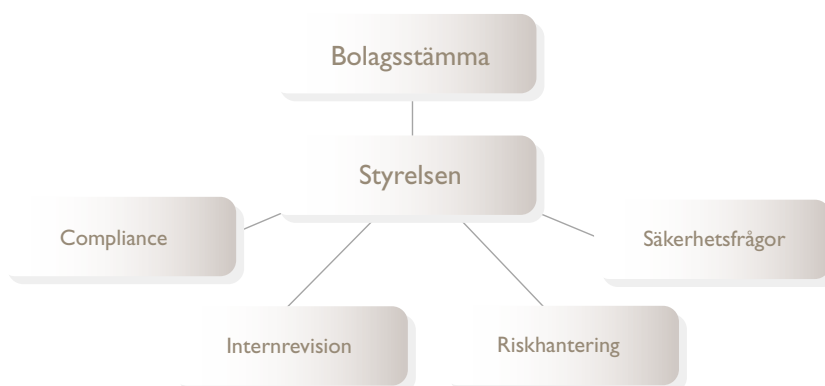 Bolagsstämma
Styrelsen
Compliance
Säkerhetsfrågor
Internrevision
Riskhantering